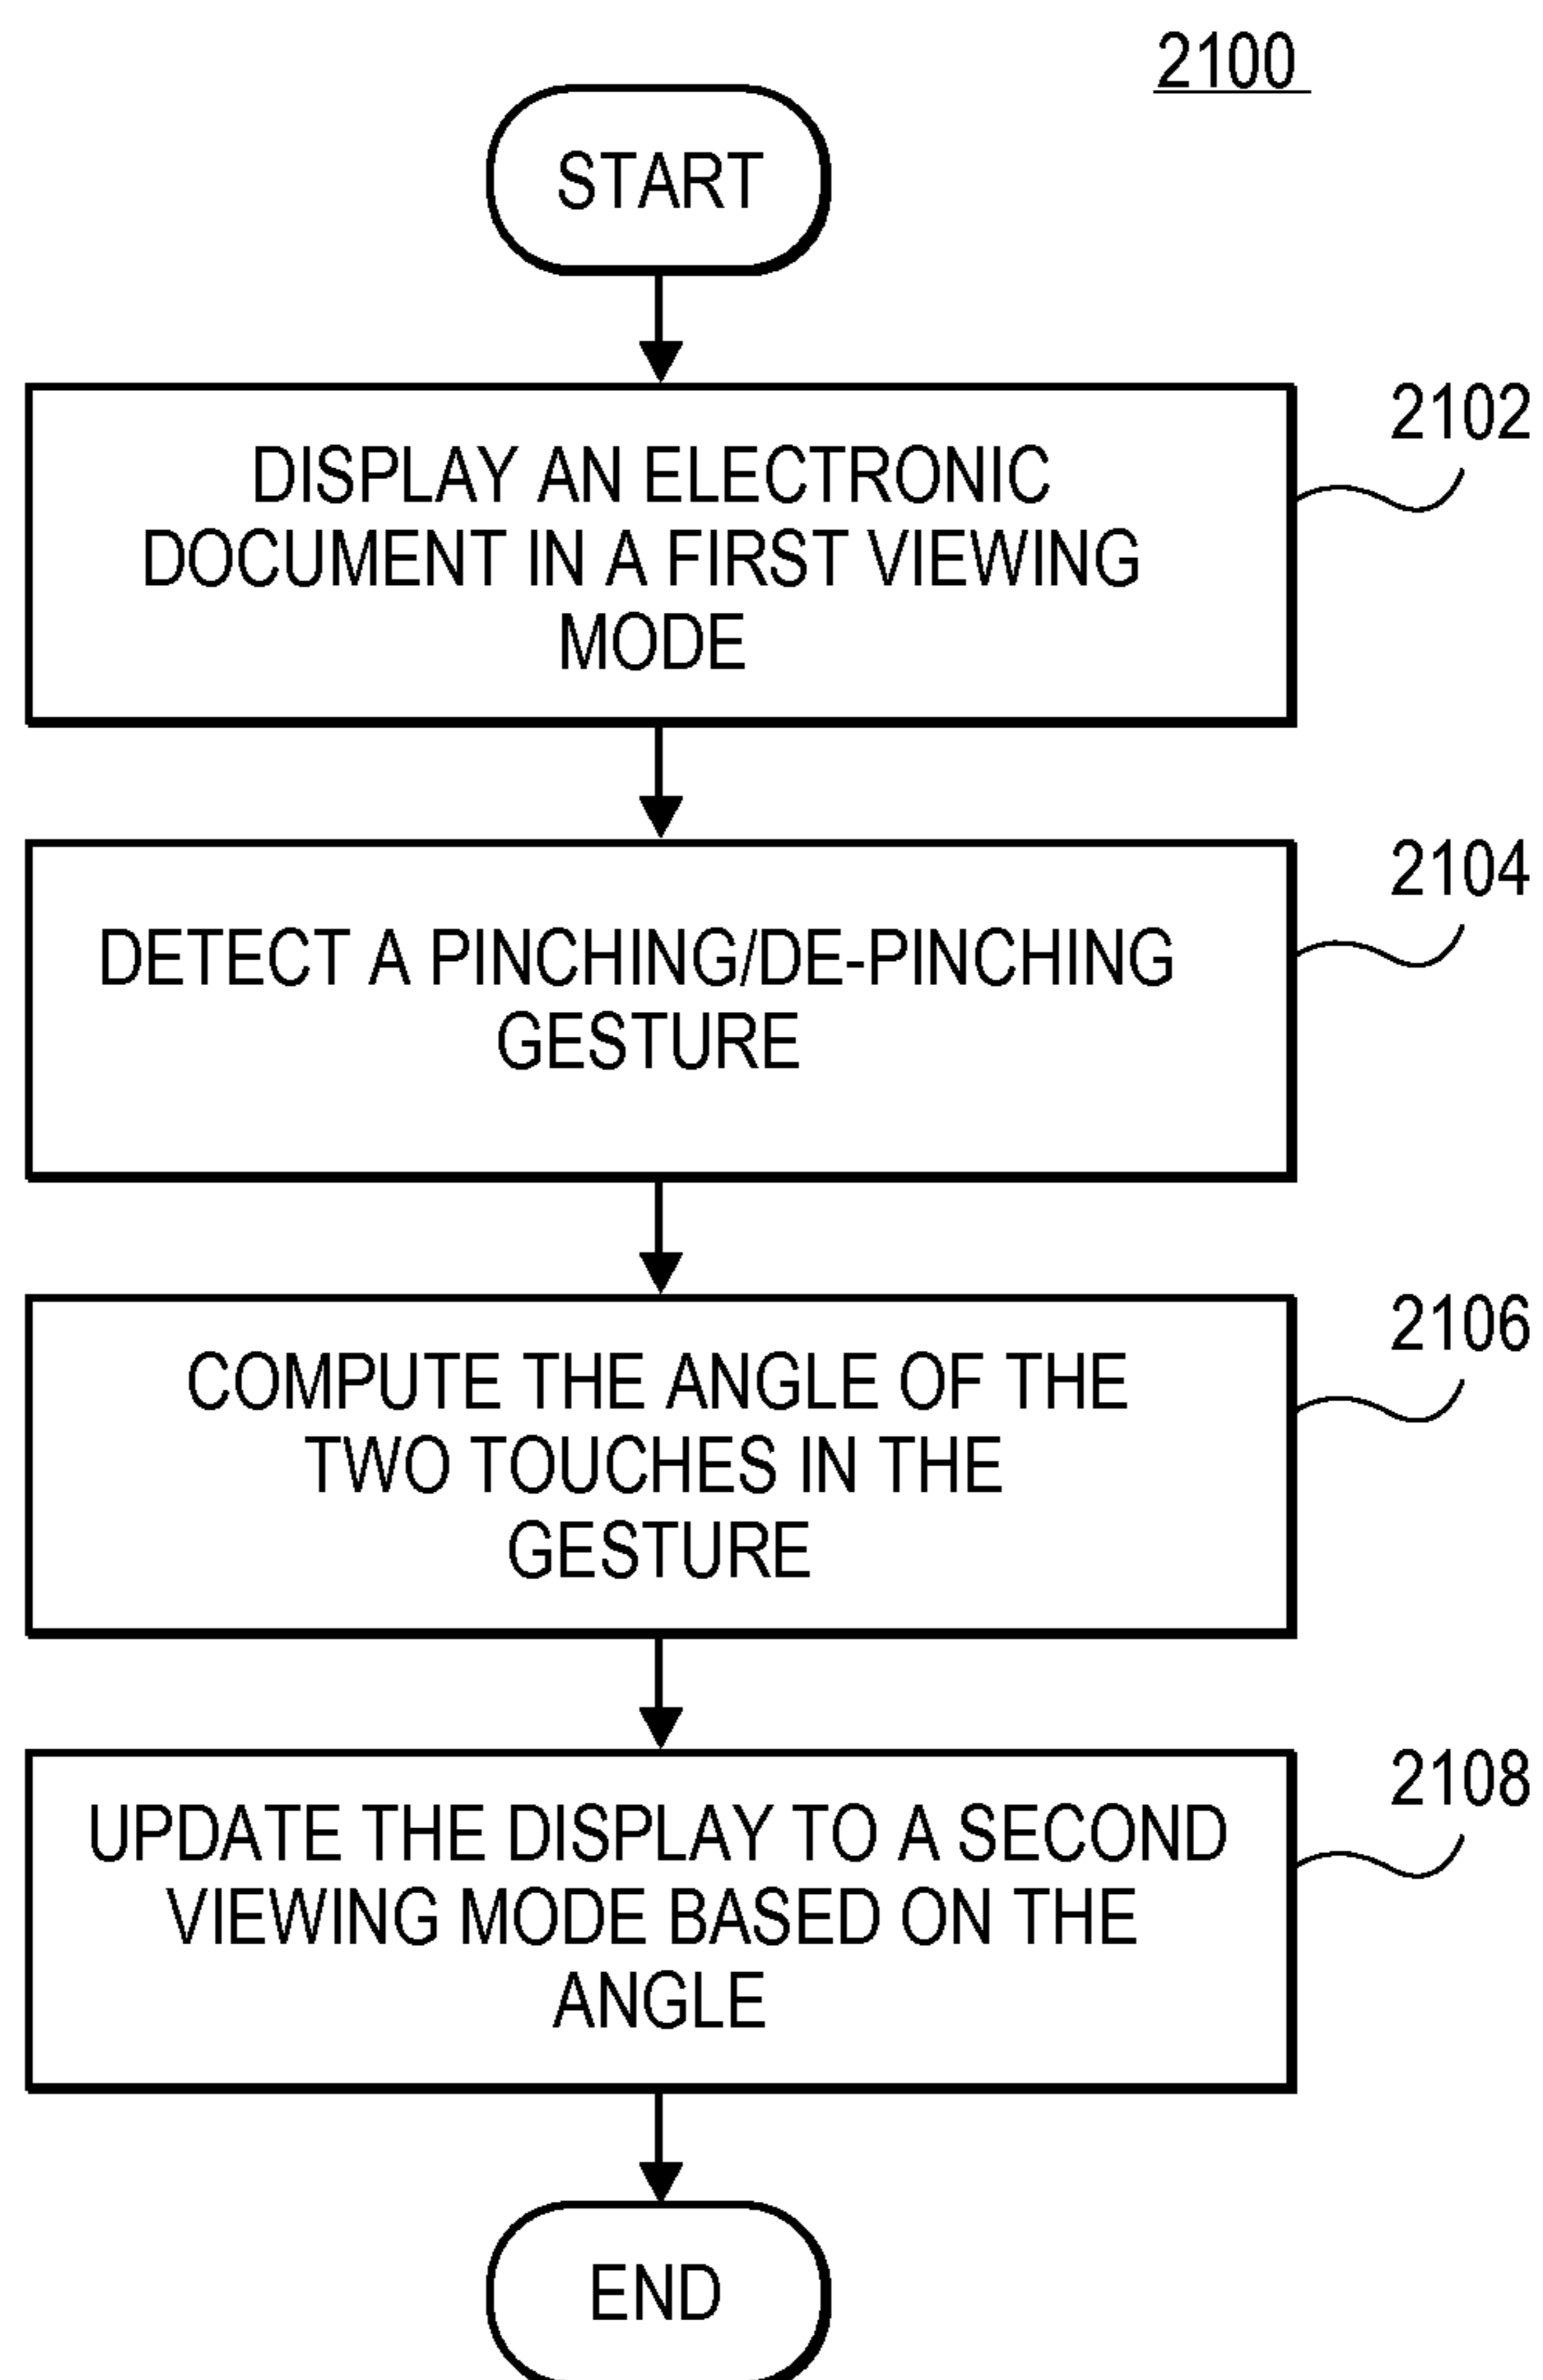 2100
START
DISPLAY AN ELECTRONIC
DOCUMENT IN A FIRST VIEWING
MODE
2102
DETECT A PINCHING/DE-PINCHING
GESTURE
2104
COMPUTE THE ANGLE OF THE
TWO TOUCHES IN THE
GESTURE
2106
UPDATE THE DISPLAY TO A SECOND
VIEWING MODE BASED ON THE
ANGLE
2108
END